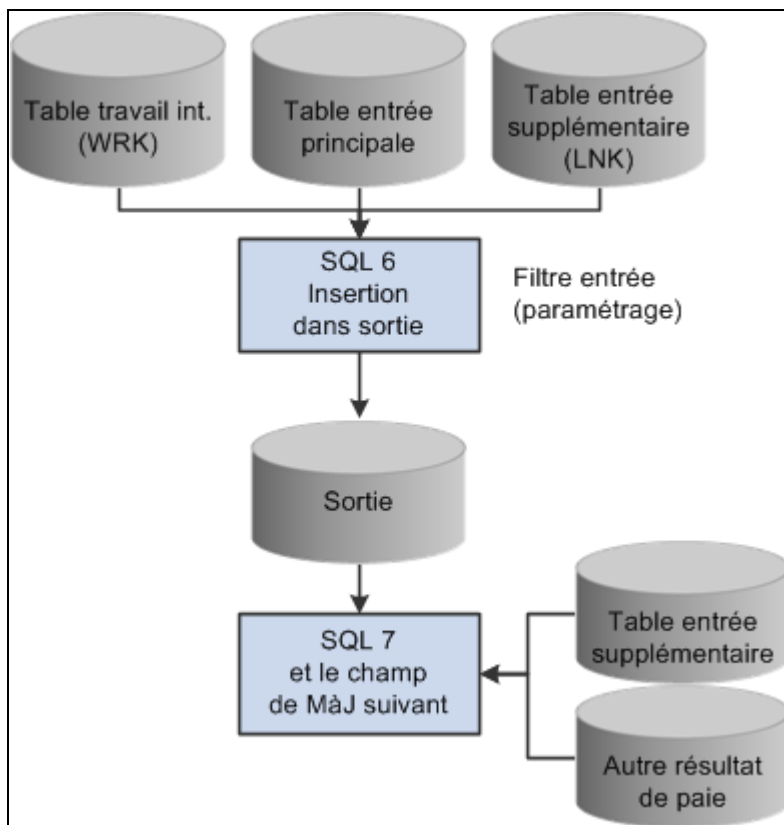 Table travail int.
(WRK)
Table entrée
principale
Table entrée
supplémentaire
(LNK)
SQL 6
Insertion
dans sortie
Filtre entrée
(paramétrage)
Sortie
SQL 7
et le champ
de MàJ suivant
Table entrée
supplémentaire
Autre résultat
de paie